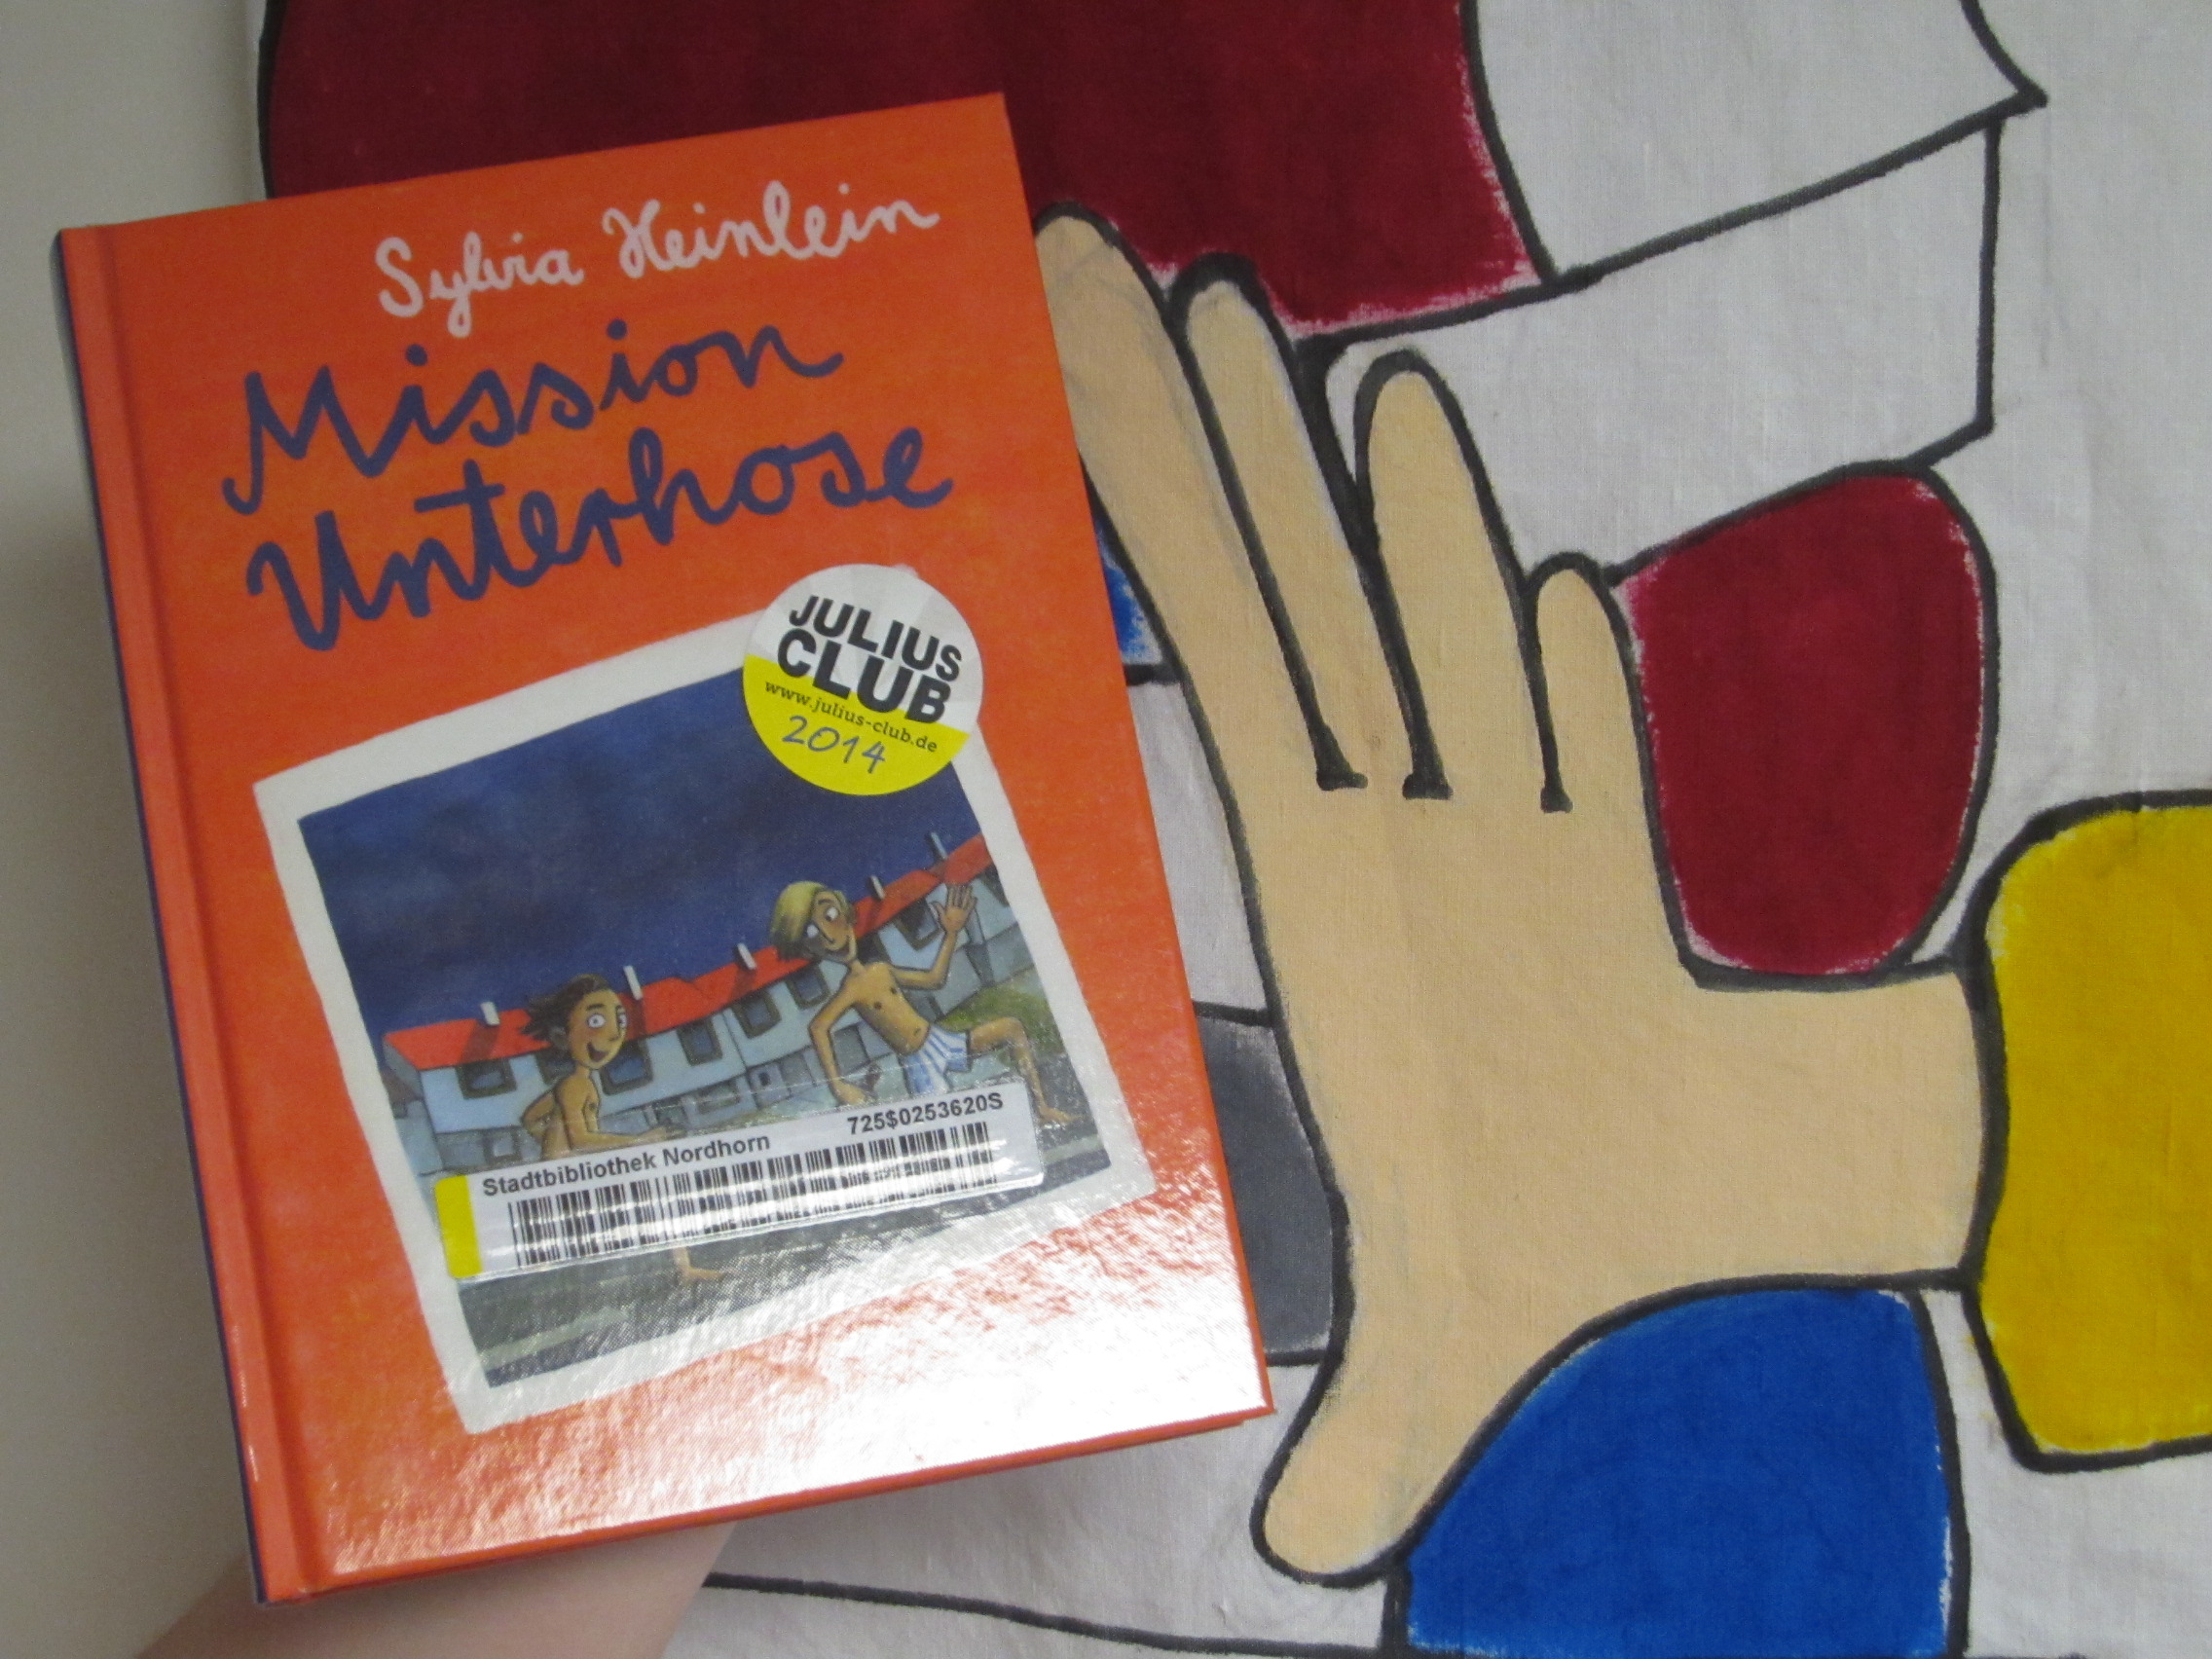 Sylvia Heinlein
Mission
Unterhose
JULIUS
CLUB
www.julius-club.de
2014
Stadtbibliothek Nordhorn 725$0253620S